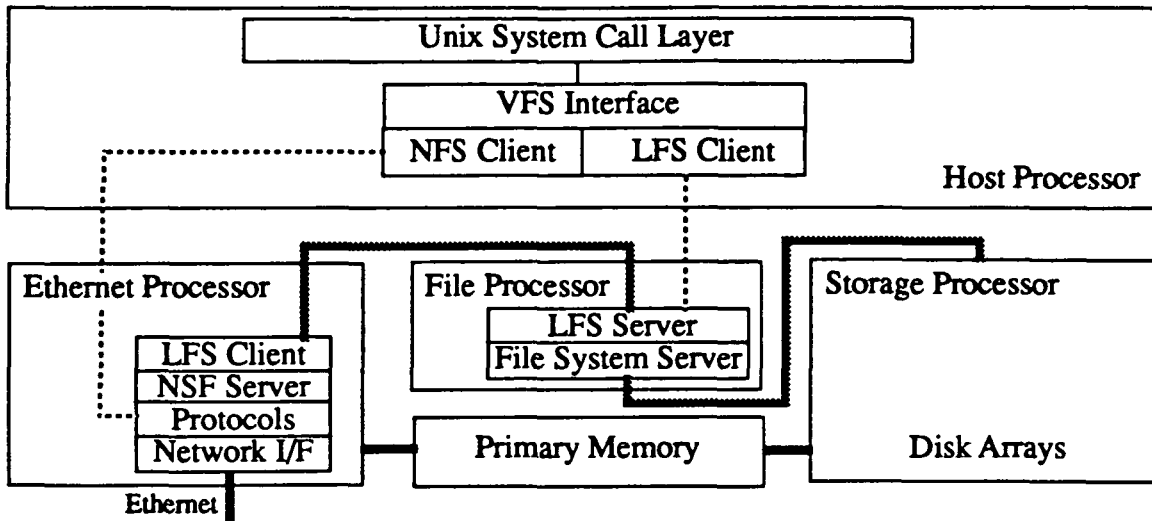 Unix System Call Layer
VFS Interface
NFS Client
LFS Client
Host Processor
Ethernet Processor
LFS Client
NSF Server
Protocols
Network I/F
Ethernet
File Processor
LFS Server
File System Server
Primary Memory
Storage Processor
Disk Arrays